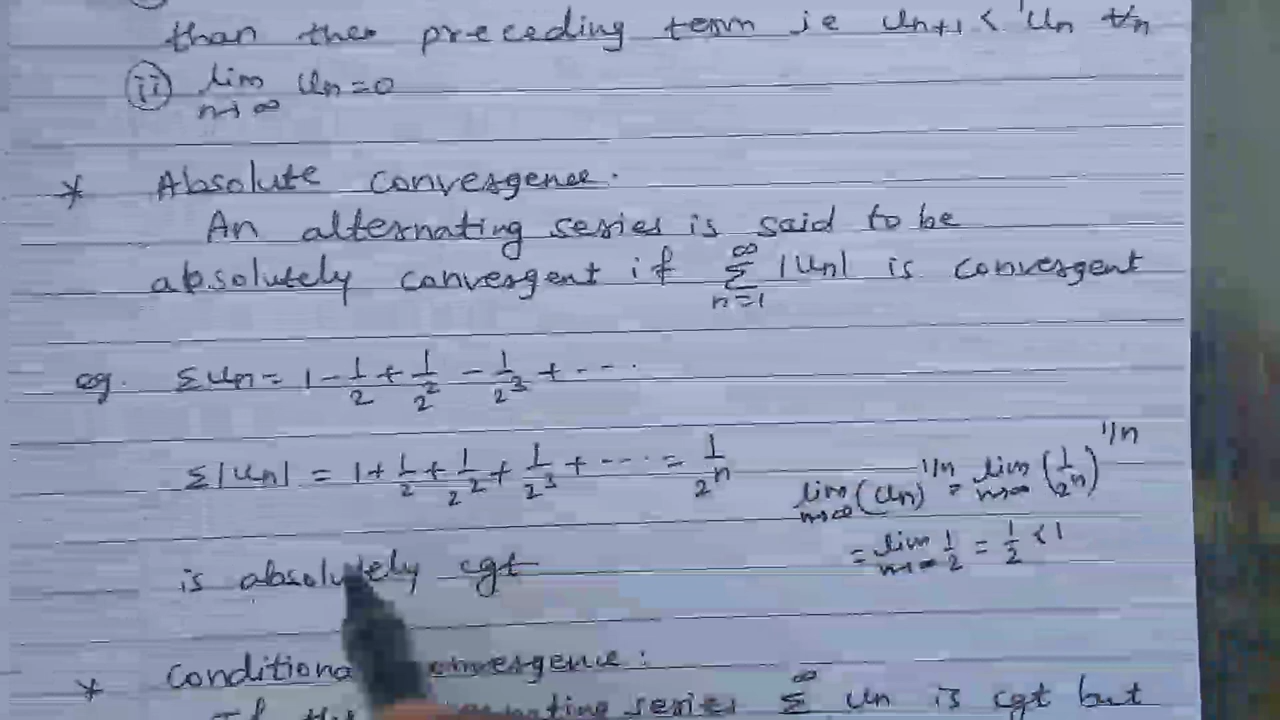 than the preceding term ie Un+1 < Un ∀n
(ii) lim n→∞ Un = 0
* Absolute convergence.
An alternating series is said to be
absolutely convergent if ∞ Σ n=1 |Un| is convergent
eg. ΣUn = 1 - 1/2 + 1/2² - 1/2³ + ---.
Σ|Un| = 1 + 1/2 + 1/2² + 1/2³ + ---- = 1/2ⁿ
lim n→∞ (Un)^1/n = lim n→∞ (1/2ⁿ)^1/n
= lim n→∞ 1/2 = 1/2 < 1
is absolutely cgt
* Conditiona convergence:
series ∞ Σ Un is cgt but